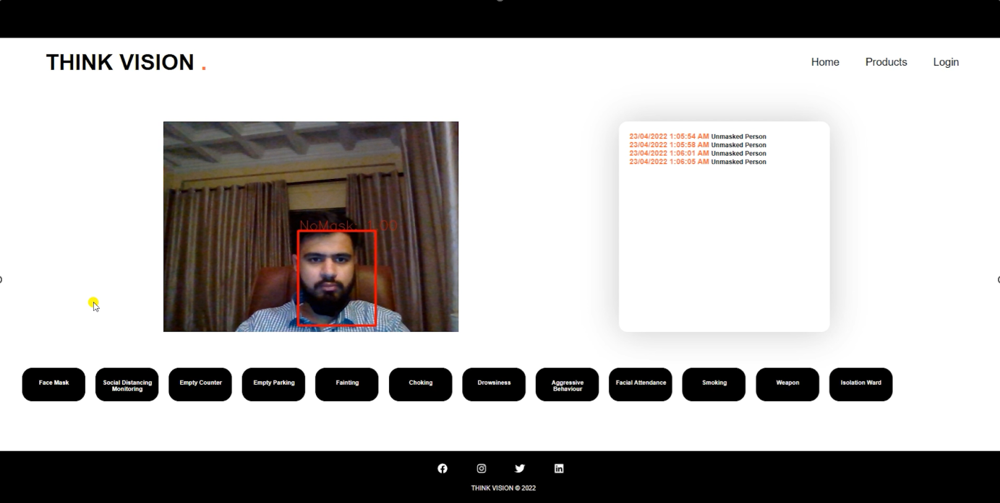 THINK VISION .
Home
Products
Login
NoMask: 1.00
23/04/2022 1:05:54 AM Unmasked Person
23/04/2022 1:05:58 AM Unmasked Person
23/04/2022 1:06:01 AM Unmasked Person
23/04/2022 1:06:05 AM Unmasked Person
Face Mask
Social Distancing
Monitoring
Empty Counter
Empty Parking
Fainting
Choking
Drowsiness
Aggressive
Behaviour
Facial Attendance
Smoking
Weapon
Isolation Ward
THINK VISION © 2022